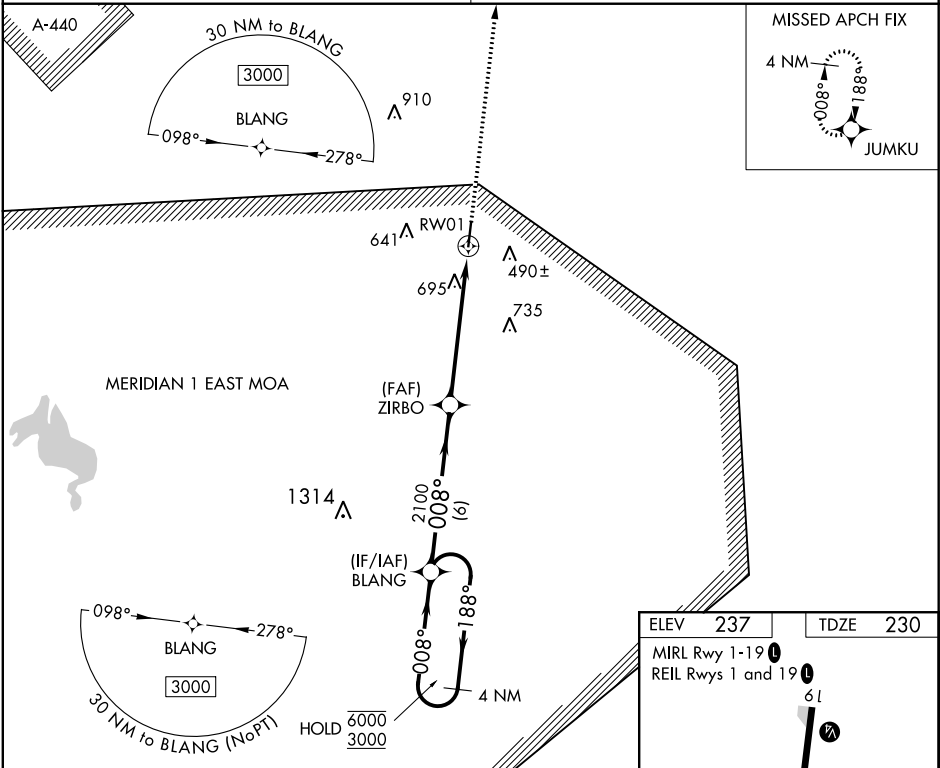 A-440
30 NM to BLANG
3000
BLANG
098°
278°
910
MISSED APCH FIX
4 NM
008°
188°
JUMKU
641
RW01
490±
695
735
MERIDIAN 1 EAST MOA
(FAF)
ZIRBO
1314
2100
008°
(6)
(IF/IAF)
BLANG
008°
188°
4 NM
HOLD 6000
3000
098°
278°
BLANG
3000
30 NM to BLANG (NoPT)
ELEV 237
TDZE 230
MIRL Rwy 1-19 L
REIL Rwys 1 and 19 L
19
V4